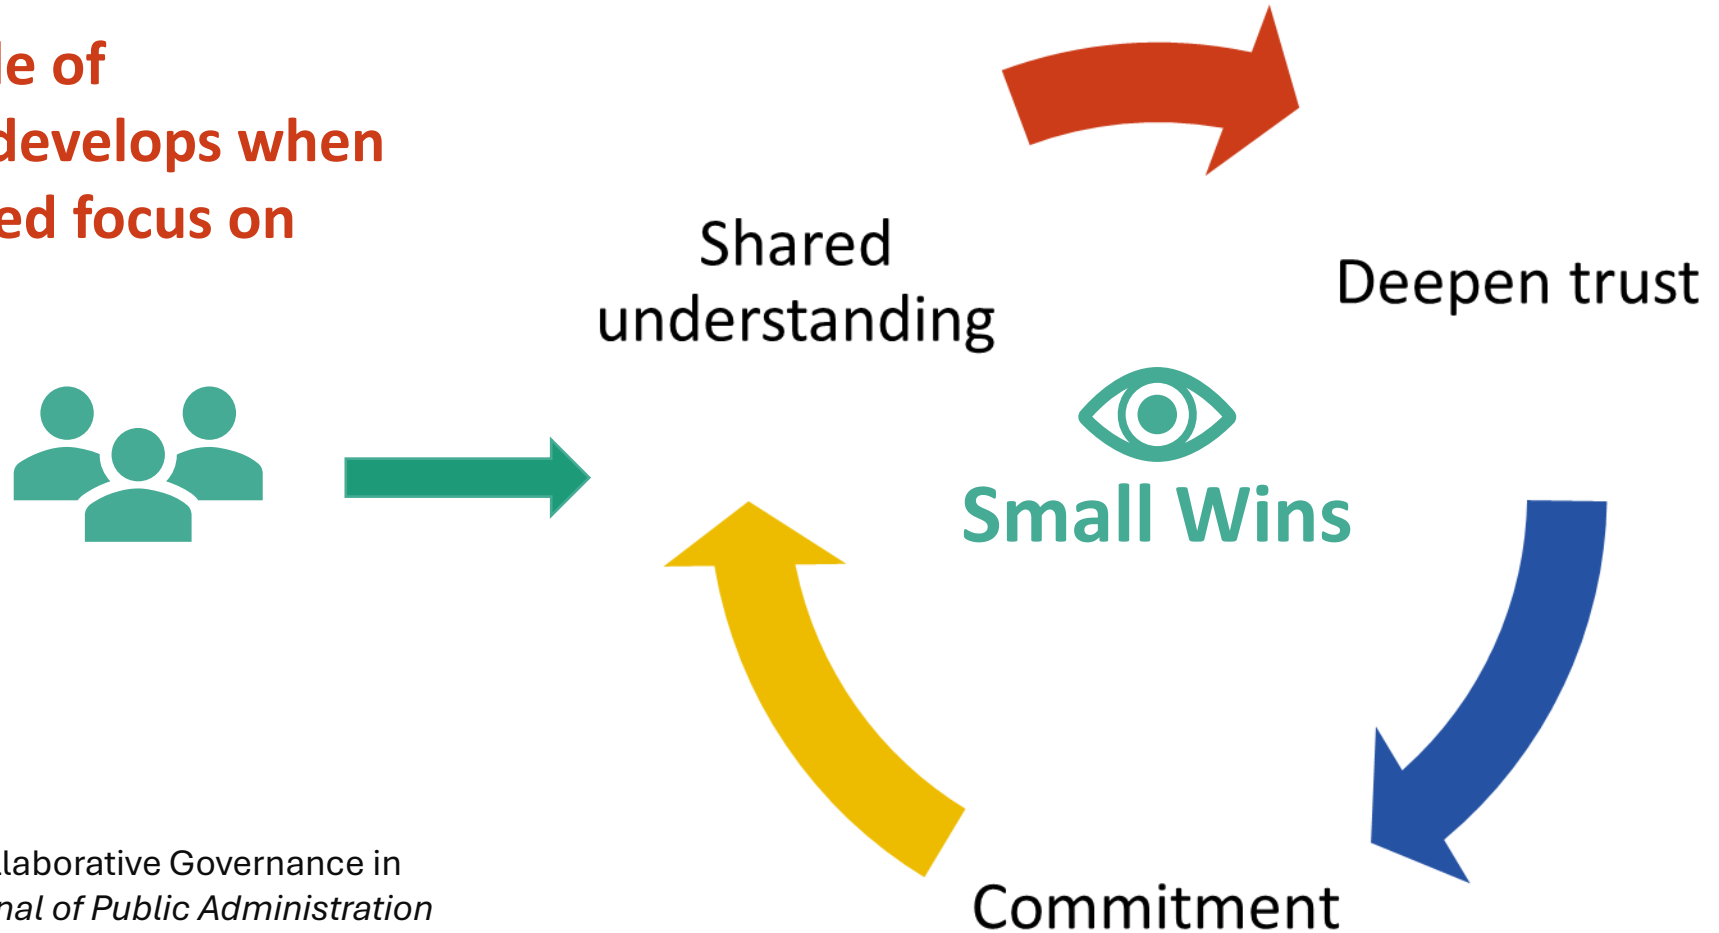 le of
develops when
ed focus on
Shared
understanding
Deepen trust
Small Wins
Commitment
llaborative Governance in
nal of Public Administration